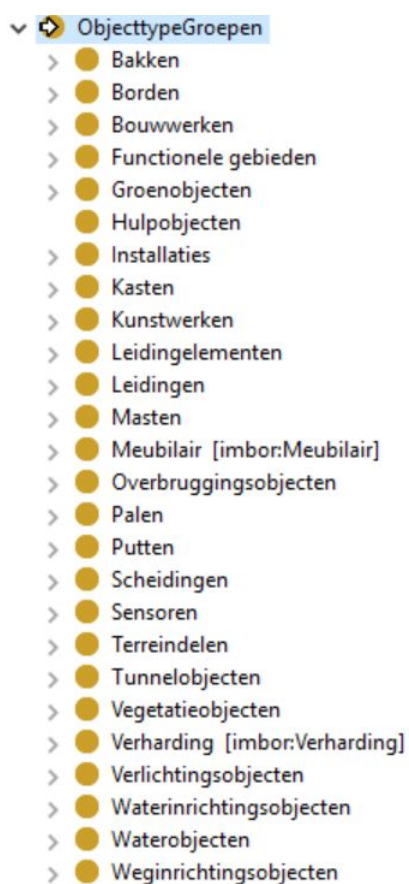 ObjecttypeGroepen
Bakken
Borden
Bouwwerken
Functionele gebieden
Groenobjecten
Hulpobjecten
Installaties
Kasten
Kunstwerken
Leidingelementen
Leidingen
Masten
Meubilair [imbor:Meubilair]
Overbruggingsobjecten
Palen
Putten
Scheidingen
Sensoren
Terreindelen
Tunnelobjecten
Vegetatieobjecten
Verharding [imbor:Verharding]
Verlichtingsobjecten
Waterinrichtingsobjecten
Waterobjecten
Weginrichtingsobjecten